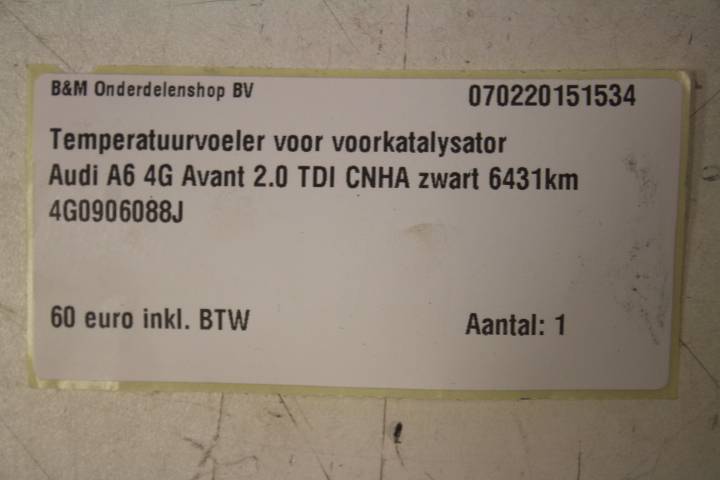 B&M Onderdelenshop BV 070220151534
Temperatuurvoeler voor voorkatalysator
Audi A6 4G Avant 2.0 TDI CNHA zwart 6431km
4G0906088J
60 euro inkl. BTW Aantal: 1